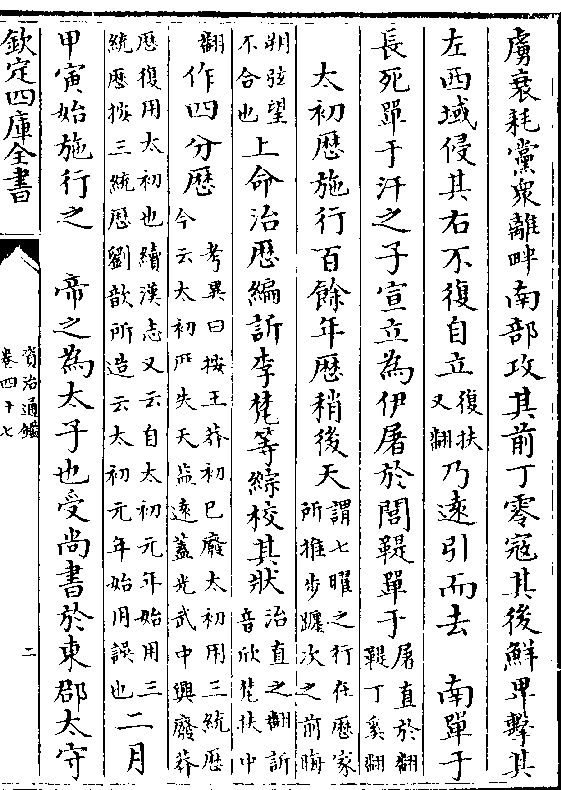 虜衰耗黨衆離畔南部攻其前丁零寇其後鮮卑擊其
左西域侵其右不復自立復扶又翻乃遠引而去　南單于
長死單于汗之子宣立為伊屠於閭鞮單于屠直於翻鞮丁奚翻
太初厯施行百餘年厯稍後天謂七曜之行在厯家所推步躔次之前晦
朔弦望不合也上命治厯編訢李梵等綜校其狀治直之翻訢音欣梵扶中
翻作四分厯考異曰按王莽初巳廢太初用三統厯今云太初厯失天益遠蓋光武中興廢莽
厯復用太初也續漢志又云自太初元年始用三統厯按三統厯劉歆所造云太初元年始用誤也二月
甲寅始施行之　帝之為太子也受尚書於東郡太守
欽定四庫全書
資治通鑑
卷四十七
二